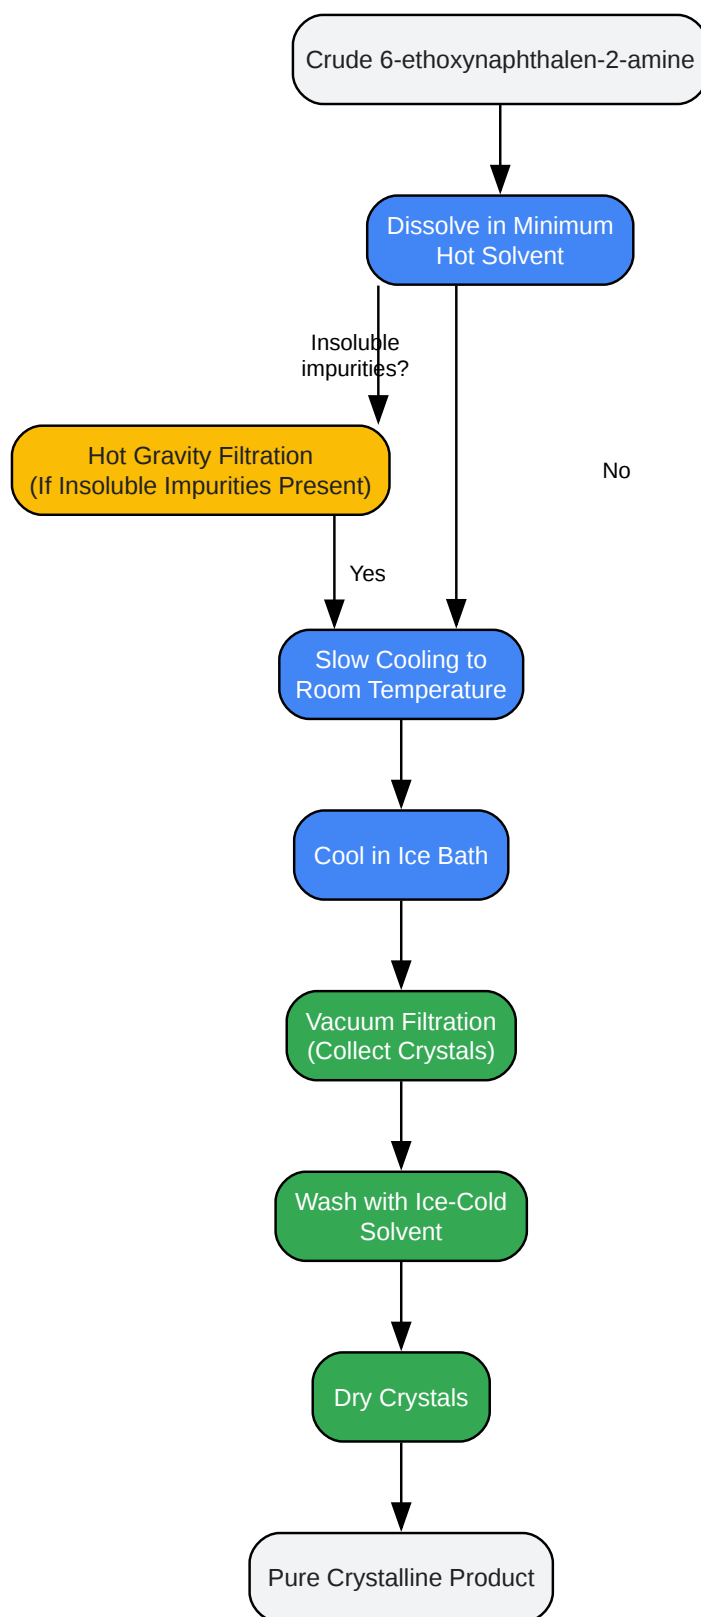 Crude 6-ethoxynaphthalen-2-amine
Dissolve in Minimum
Hot Solvent
Insoluble
impurities?
Hot Gravity Filtration
(If Insoluble Impurities Present)
No
Yes
Slow Cooling to
Room Temperature
Cool in Ice Bath
Vacuum Filtration
(Collect Crystals)
Wash with Ice-Cold
Solvent
Dry Crystals
Pure Crystalline Product